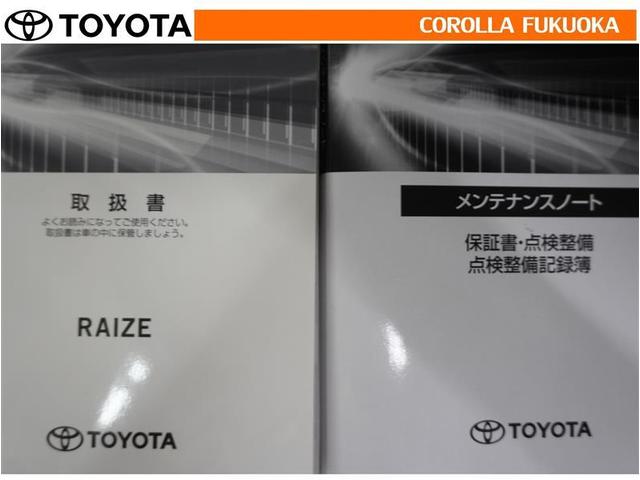 TOYOTA
COROLLA FUKUOKA
取扱書
よくお読みになってご使用ください。
取扱書は車の中に保管しましょう。
RAIZE
TOYOTA
メンテナンスノート
保証書・点検整備
点検整備記録簿
TOYOTA